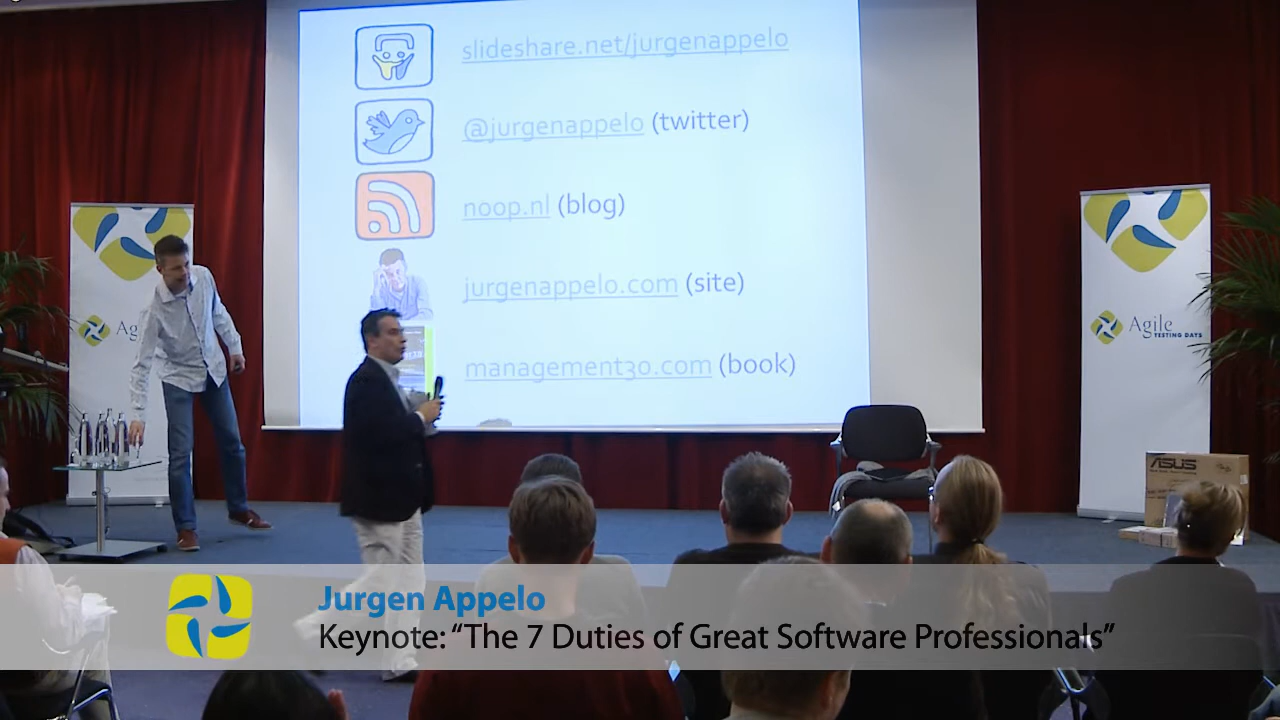 slideshare.net/jurgenappelo
@jurgenappelo (twitter)
noop.nl (blog)
jurgenappelo.com (site)
management30.com (book)
Ag
Agile
TESTING DAYS
ASUS
Jurgen Appelo
Keynote: “The 7 Duties of Great Software Professionals”